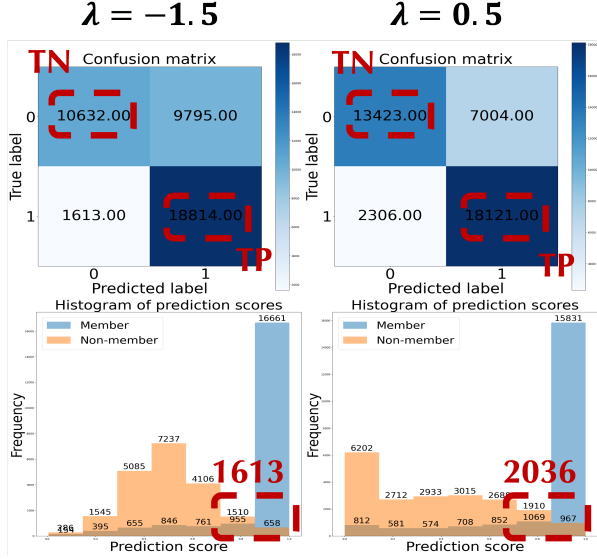 λ = −1.5
λ = 0.5
TN
Confusion matrix
0
10632.00
9795.00
1
1613.00
18814.00
True label
TP
0
1
Predicted label
TN
Confusion matrix
0
13423.00
7004.00
1
2306.00
18121.00
True label
TP
0
1
Predicted label
Histogram of prediction scores
Member
Non-member
16661
7237
5085
4106
1545
1510
395
655
846
761
955
658
1613
Frequency
Prediction score
Histogram of prediction scores
Member
Non-member
15831
6202
2712
2933
3015
1910
812
581
574
708
852
1069
967
2036
Frequency
Prediction score